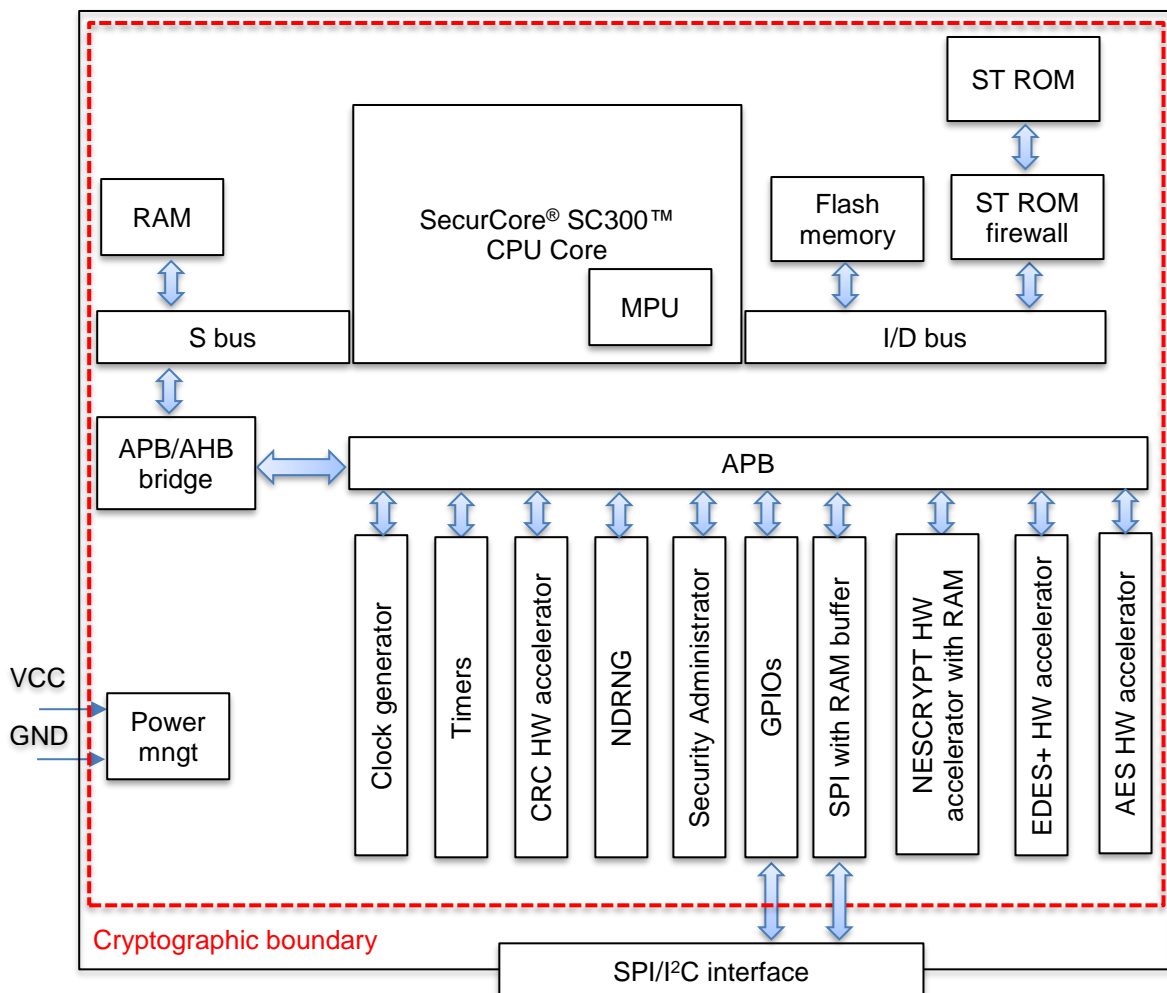 ST ROM
RAM
SecurCore® SC300™
CPU Core
MPU
Flash
memory
ST ROM
firewall
S bus
I/D bus
APB/AHB
bridge
APB
Clock generator
Timers
CRC HW accelerator
NDRNG
Security Administrator
GPIOs
SPI with RAM buffer
NESCRYPT HW
accelerator with RAM
EDES+ HW accelerator
AES HW accelerator
VCC
GND
Power
mngt
Cryptographic boundary
SPI/I²C interface